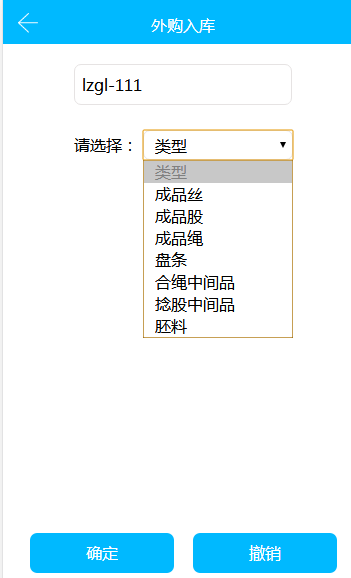 外购入库
lzgl-111
请选择： 类型
类型
成品丝
成品股
成品绳
盘条
合绳中间品
捻股中间品
胚料
确定 撤销